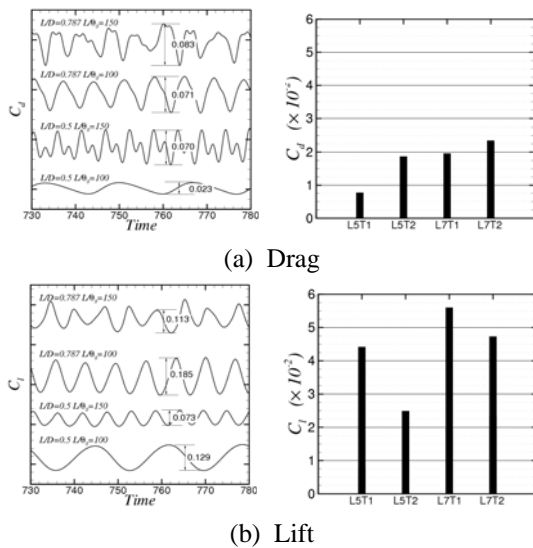 L/D=0.787 L/θ₀=150
0.083
L/D=0.787 L/θ₀=100
0.071
L/D=0.5 L/θ₀=150
0.070
L/D=0.5 L/θ₀=100
0.023
C_d
730 740 750 760 770 780
Time
6
5
4
3
2
1
0
C_d (× 10⁻²)
L5T1 L5T2 L7T1 L7T2
(a) Drag
L/D=0.787 L/θ₀=150
0.113
L/D=0.787 L/θ₀=100
0.185
L/D=0.5 L/θ₀=150
0.073
L/D=0.5 L/θ₀=100
0.129
C_l
730 740 750 760 770 780
Time
6
5
4
3
2
1
0
C_l (× 10⁻²)
L5T1 L5T2 L7T1 L7T2
(b) Lift